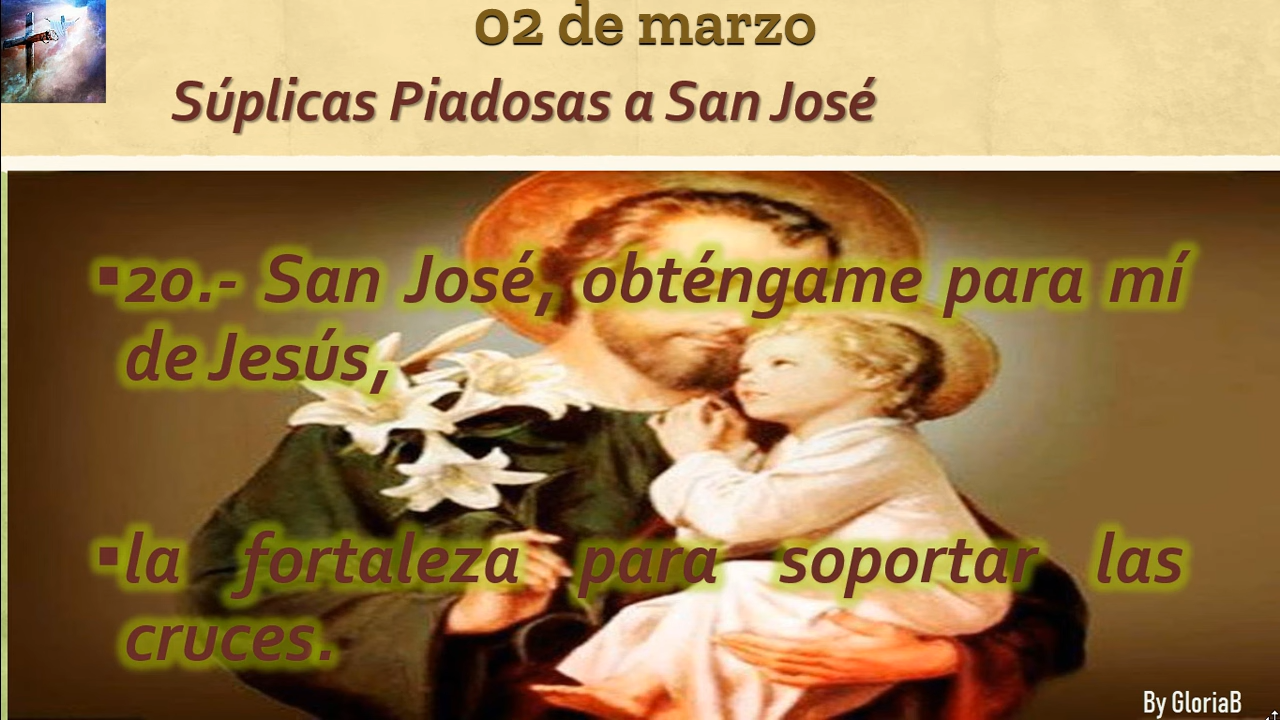 02 de marzo
Súplicas Piadosas a San José
▪20.- San José, obténgame para mí
de Jesús,
▪la fortaleza para soportar las
cruces.
By GloriaB